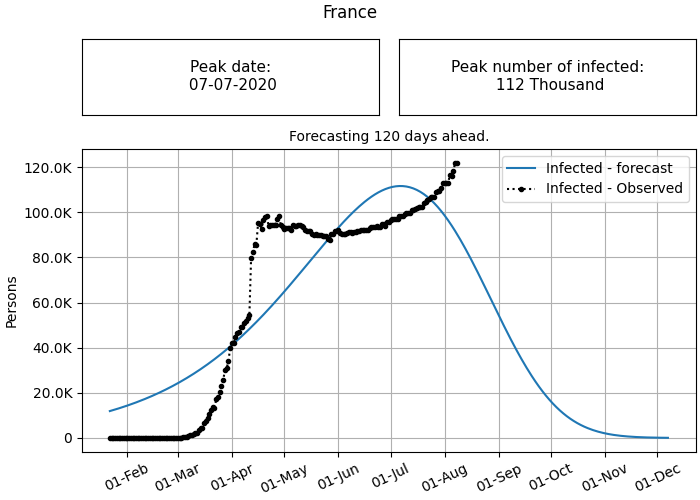 France
Peak date:
07-07-2020
Peak number of infected:
112 Thousand
Forecasting 120 days ahead.
Infected - forecast
Infected - Observed
120.0K
100.0K
80.0K
60.0K
40.0K
20.0K
0
Persons
01-Feb
01-Mar
01-Apr
01-May
01-Jun
01-Jul
01-Aug
01-Sep
01-Oct
01-Nov
01-Dec